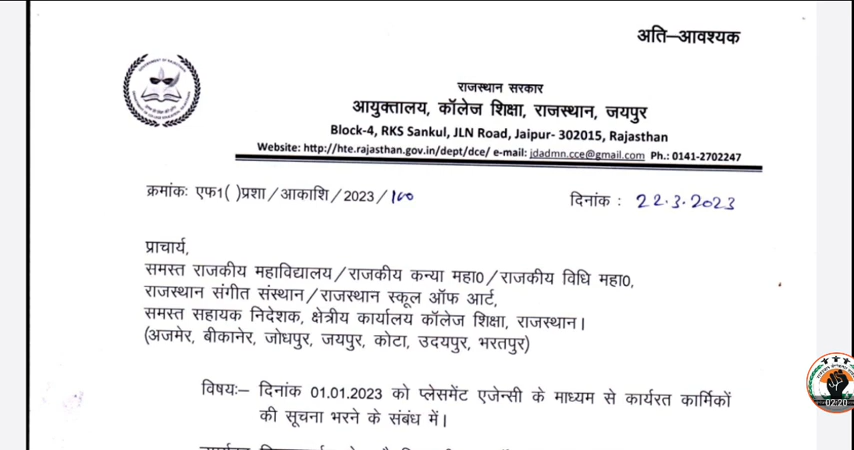 अति–आवश्यक
राजस्थान सरकार
आयुक्तालय, कॉलेज शिक्षा, राजस्थान, जयपुर
Block-4, RKS Sankul, JLN Road, Jaipur- 302015, Rajasthan
Website: http://hte.rajasthan.gov.in/dept/dce/ e-mail: jdadmn.cce@gmail.com Ph.: 0141-2702247
क्रमांकः एफ1( )प्रशा/आकाशि/2023/160
दिनांक : 22.3.2023
प्राचार्य,
समस्त राजकीय महाविद्यालय/राजकीय कन्या महा0/राजकीय विधि महा0,
राजस्थान संगीत संस्थान/राजस्थान स्कूल ऑफ आर्ट,
समस्त सहायक निदेशक, क्षेत्रीय कार्यालय कॉलेज शिक्षा, राजस्थान।
(अजमेर, बीकानेर, जोधपुर, जयपुर, कोटा, उदयपुर, भरतपुर)
विषयः– दिनांक 01.01.2023 को प्लेसमेंट एजेन्सी के माध्यम से कार्यरत कार्मिकों
की सूचना भरने के संबंध में।
02:20